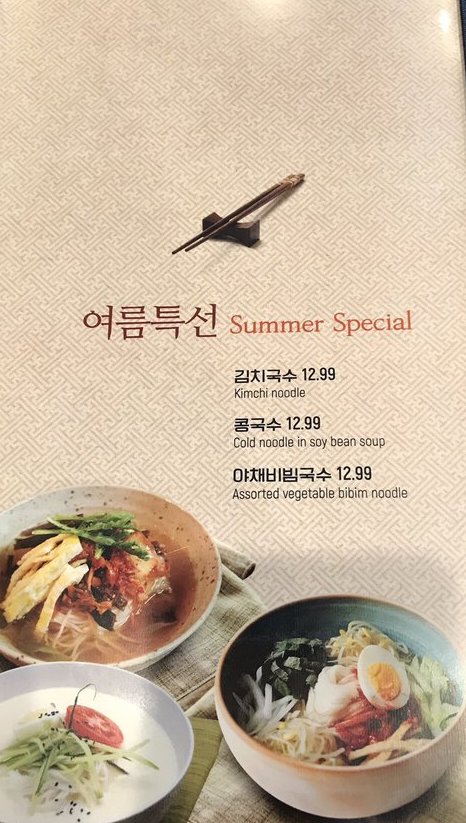 여름특선 Summer Special
김치국수 12.99
Kimchi noodle
콩국수 12.99
Cold noodle in soy bean soup
야채비빔국수 12.99
Assorted vegetable bibim noodle